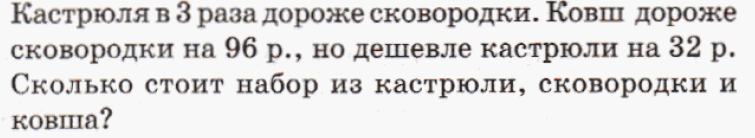 Кастрюля в 3 раза дороже сковородки. Ковш дороже
сковородки на 96 р., но дешевле кастрюли на 32 р.
Сколько стоит набор из кастрюли, сковородки и
ковша?